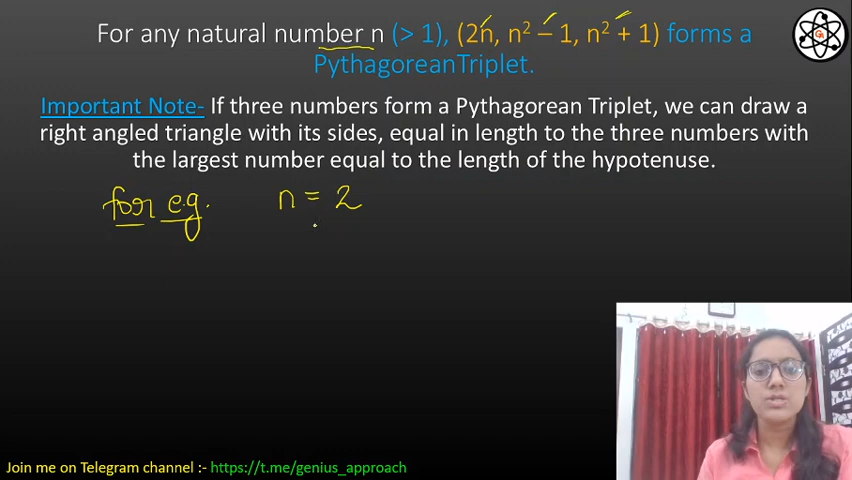 For any natural number n (> 1), (2n, n² – 1, n² + 1) forms a
PythagoreanTriplet.
Important Note- If three numbers form a Pythagorean Triplet, we can draw a
right angled triangle with its sides, equal in length to the three numbers with
the largest number equal to the length of the hypotenuse.
for e.g. n = 2
Join me on Telegram channel :- https://t.me/genius_approach